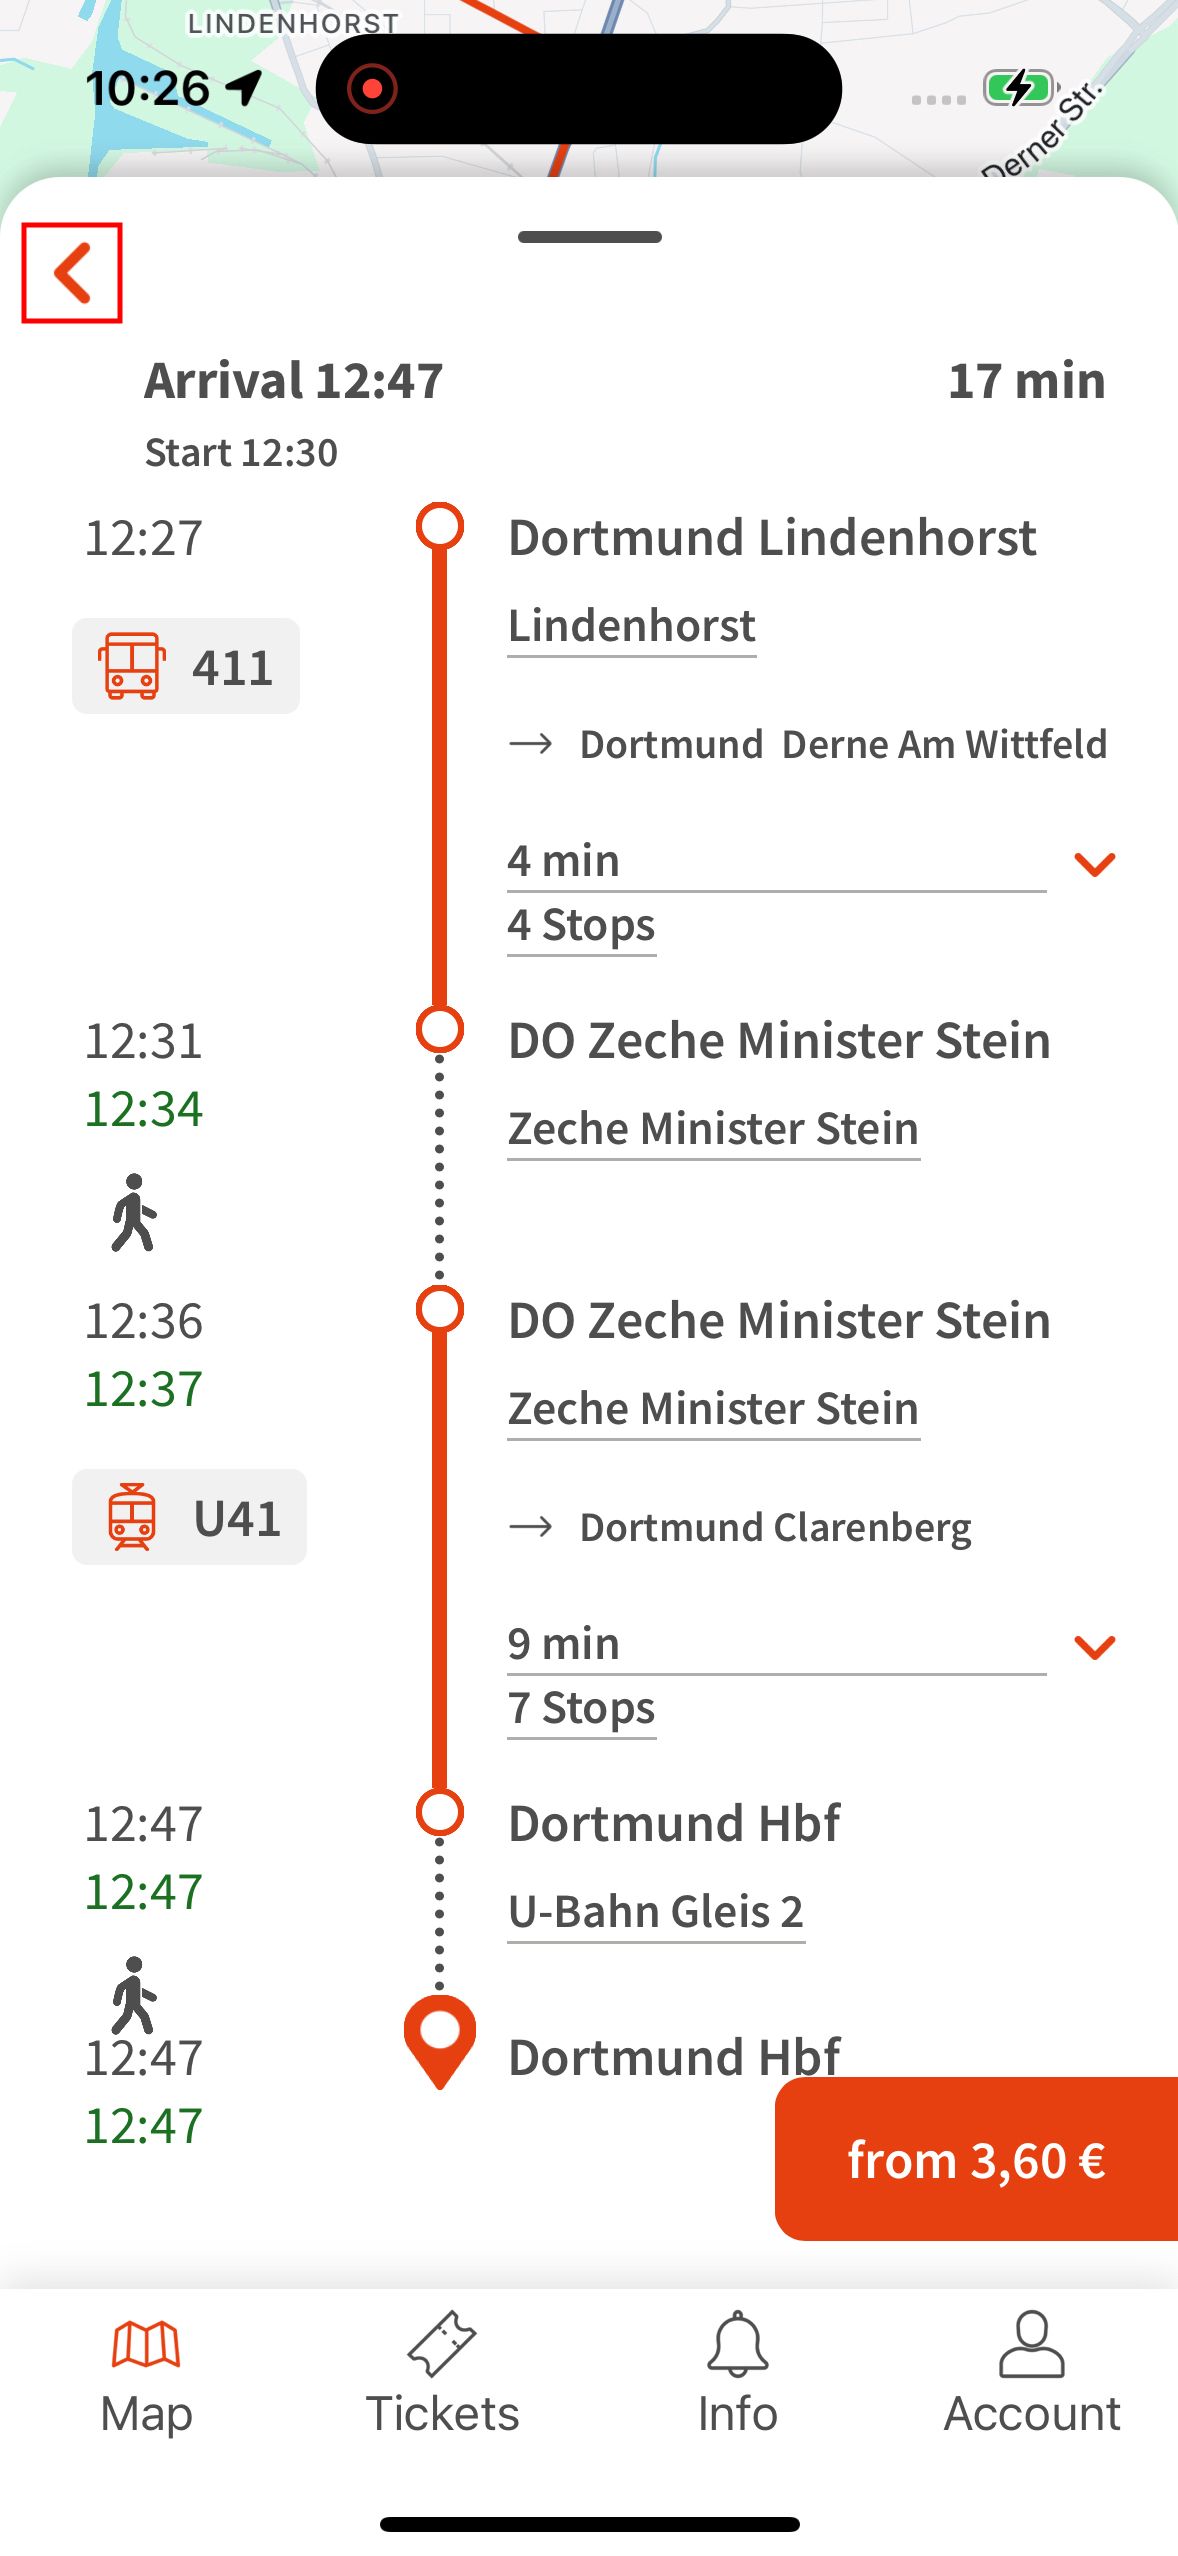 LINDENHORST
10:26
Derner Str.
Arrival 12:47
17 min
Start 12:30
12:27
Dortmund Lindenhorst
Lindenhorst
411
Dortmund Derne Am Wittfeld
4 min
4 Stops
12:31
DO Zeche Minister Stein
12:34
Zeche Minister Stein
12:36
DO Zeche Minister Stein
12:37
Zeche Minister Stein
U41
Dortmund Clarenberg
9 min
7 Stops
12:47
Dortmund Hbf
12:47
U-Bahn Gleis 2
12:47
Dortmund Hbf
12:47
from 3,60 €
Map
Tickets
Info
Account